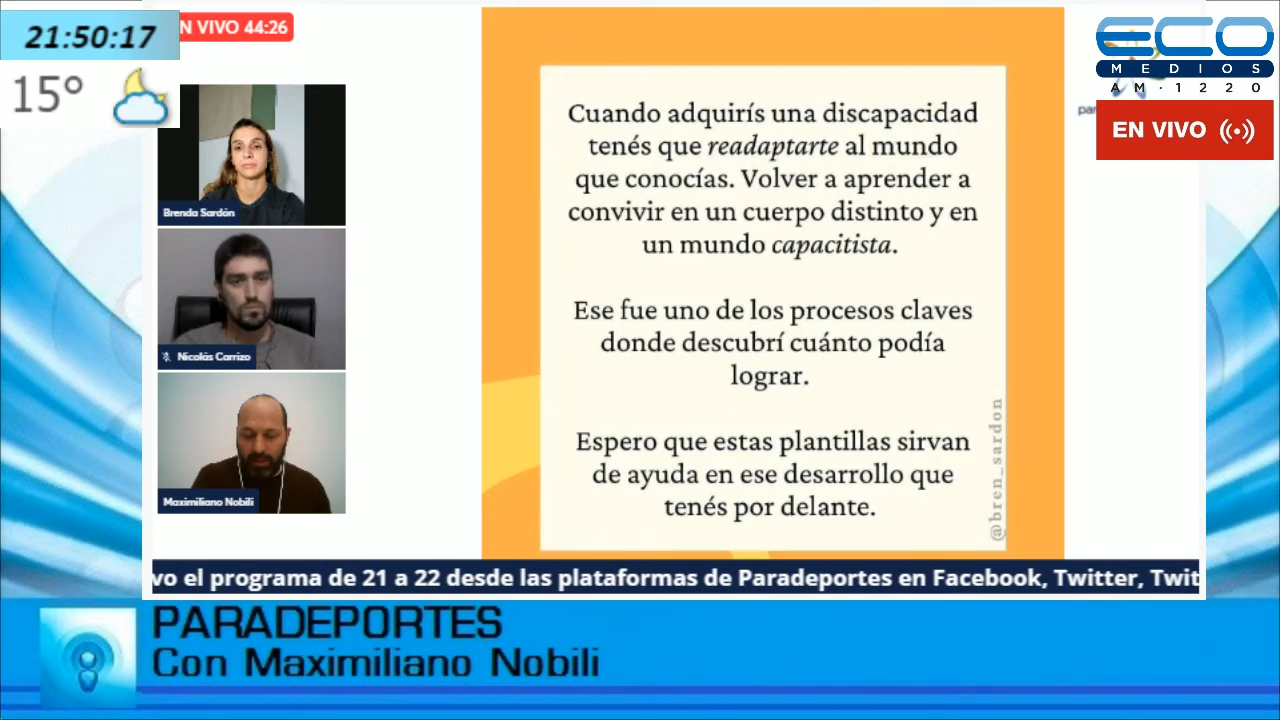 21:50:17
N VIVO 44:26
15°
ECO
MEDIOS
AM·1220
EN VIVO
Cuando adquirís una discapacidad
tenés que readaptarte al mundo
que conocías. Volver a aprender a
convivir en un cuerpo distinto y en
un mundo capacitista.
Ese fue uno de los procesos claves
donde descubrí cuánto podía
lograr.
Espero que estas plantillas sirvan
de ayuda en ese desarrollo que
tenés por delante.
@bren_sardon
Brenda Sardón
Nicolás Carrizo
Maximiliano Nobili
vo el programa de 21 a 22 desde las plataformas de Paradeportes en Facebook, Twitter, Twit
PARADEPORTES
Con Maximiliano Nobili